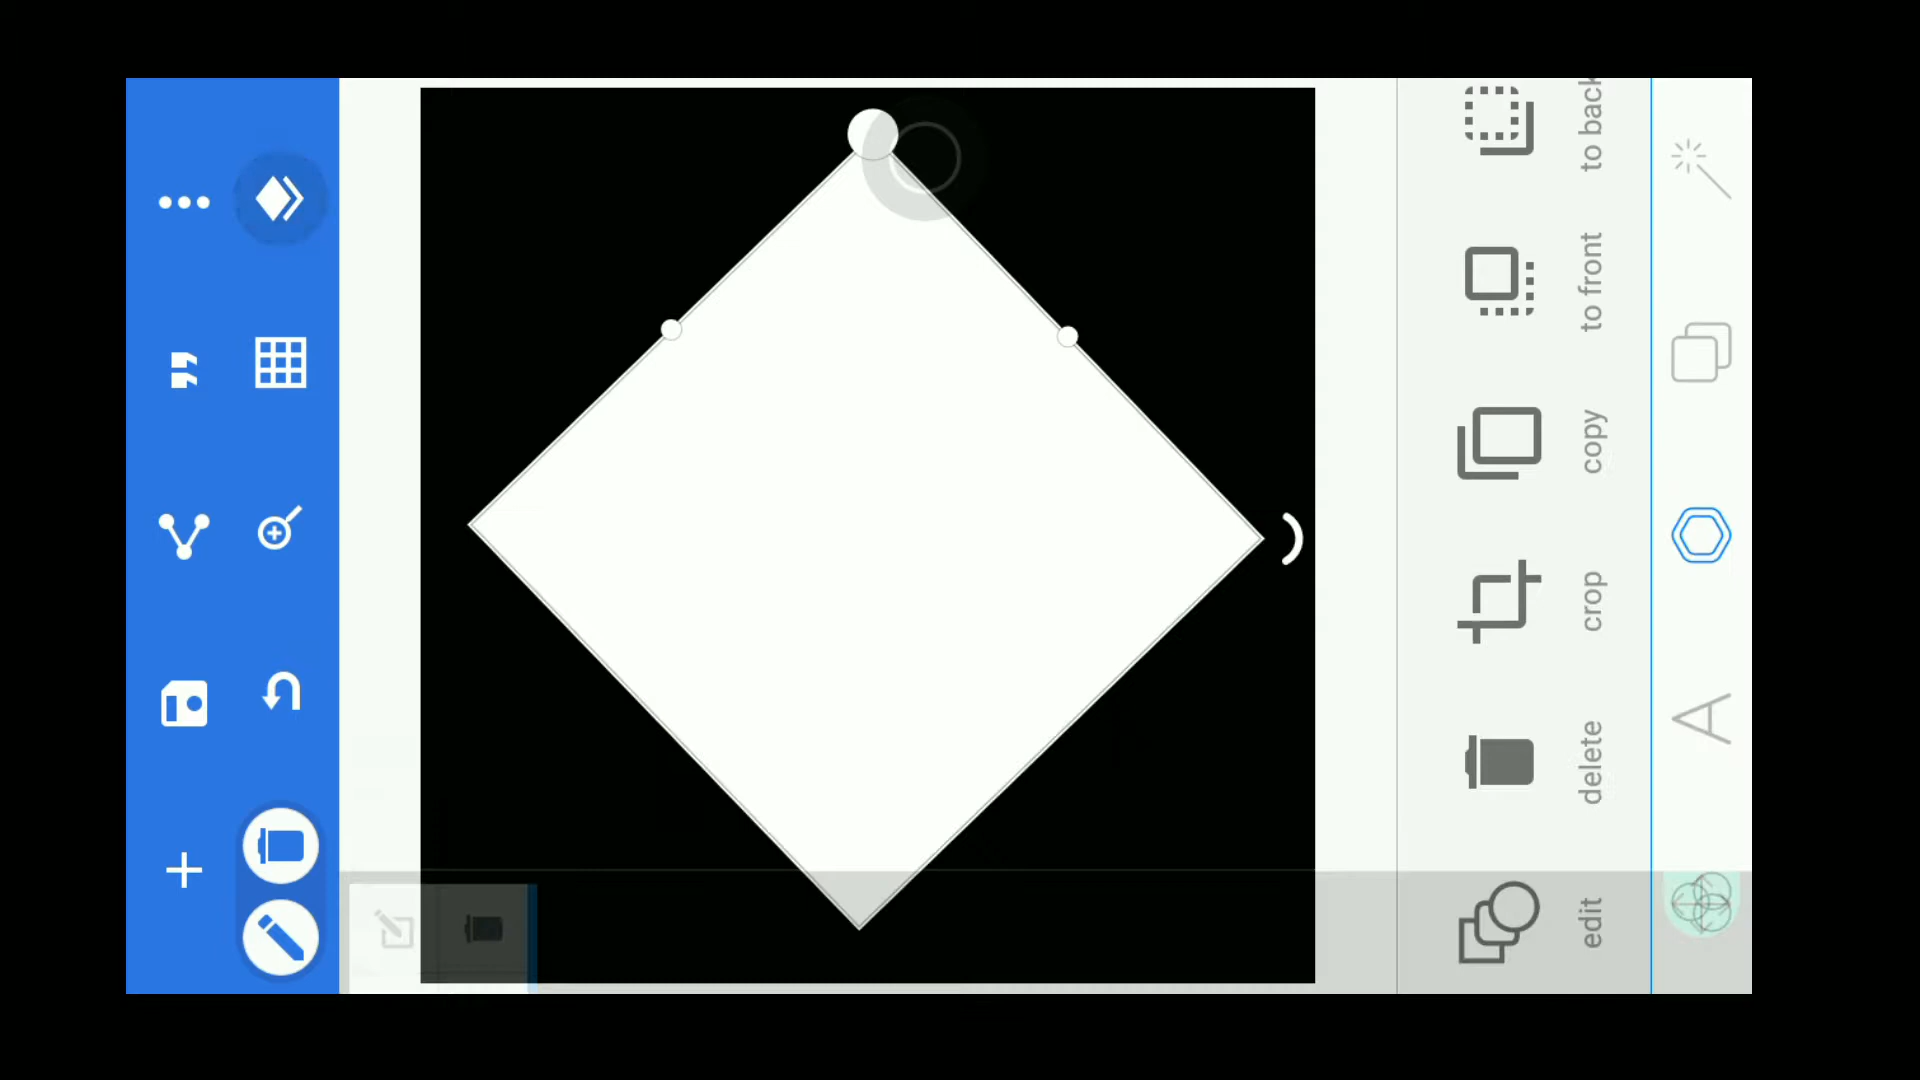 edit
delete
crop
copy
to front
to back